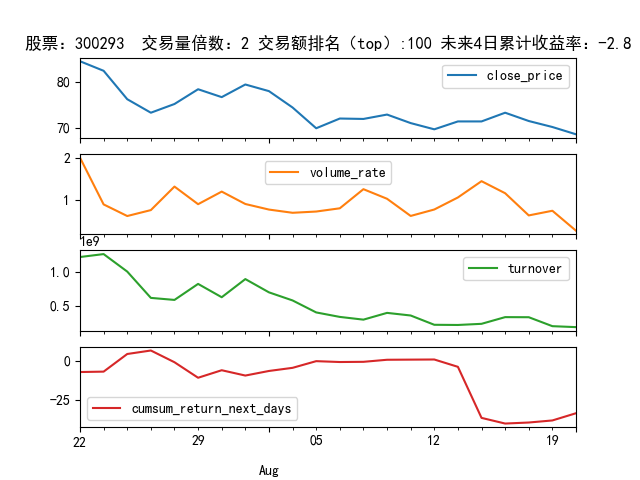 股票：300293  交易量倍数：2 交易额排名（top）:100 未来4日累计收益率：-2.8
80
70
close_price
2
1
volume_rate
1e9
1.0
0.5
turnover
0
−25
cumsum_return_next_days
22 29 05 12 19
Aug